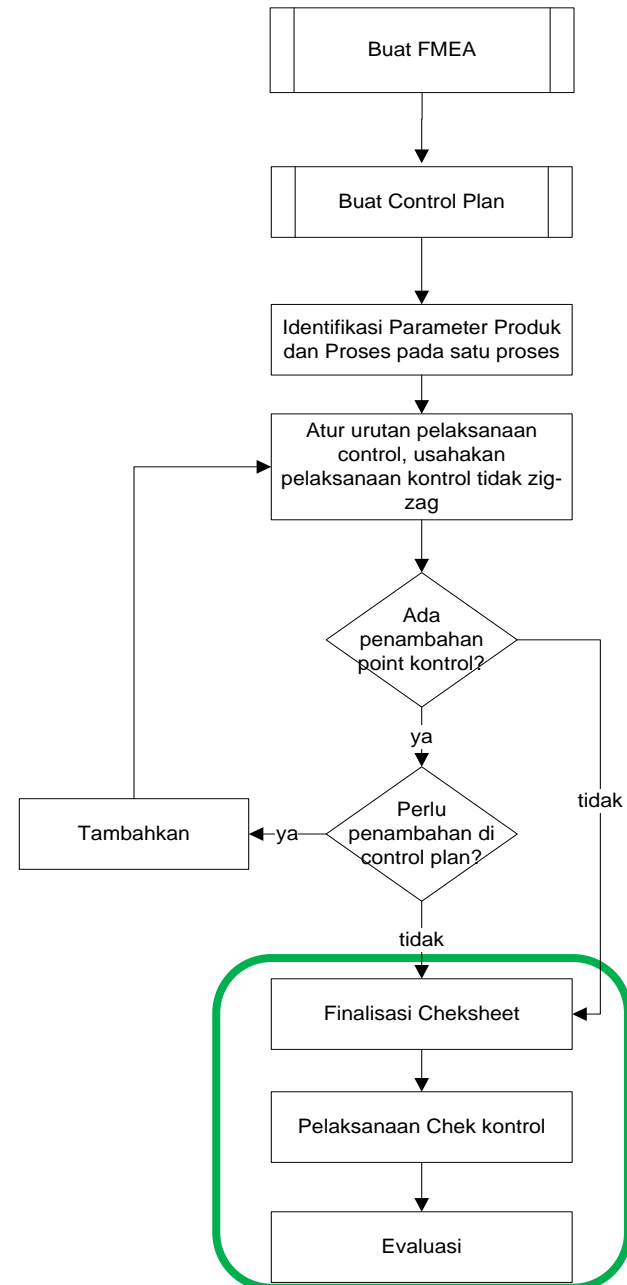 Buat FMEA
Buat Control Plan
Identifikasi Parameter Produk
dan Proses pada satu proses
Atur urutan pelaksanaan
control, usahakan
pelaksanaan kontrol tidak zig-
zag
Ada
penambahan
point kontrol?
ya
tidak
Perlu
penambahan di
control plan?
ya
Tambahkan
tidak
Finalisasi Cheksheet
Pelaksanaan Chek kontrol
Evaluasi